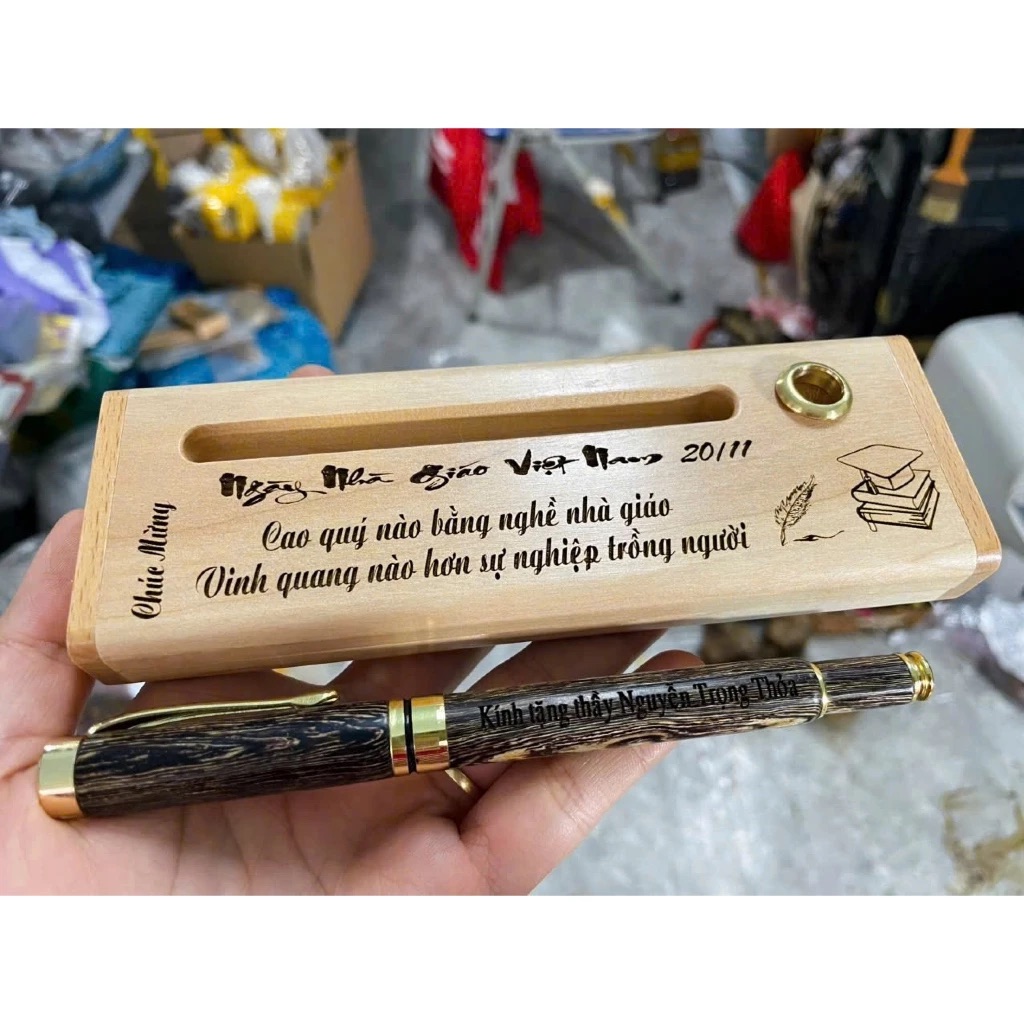 Chúc Mừng
Ngày Nhà Giáo Việt Nam 20/11
Cao quý nào bằng nghề nhà giáo
Vinh quang nào hơn sự nghiệp trồng người
Kính tặng thầy Nguyễn Trọng Thỏa